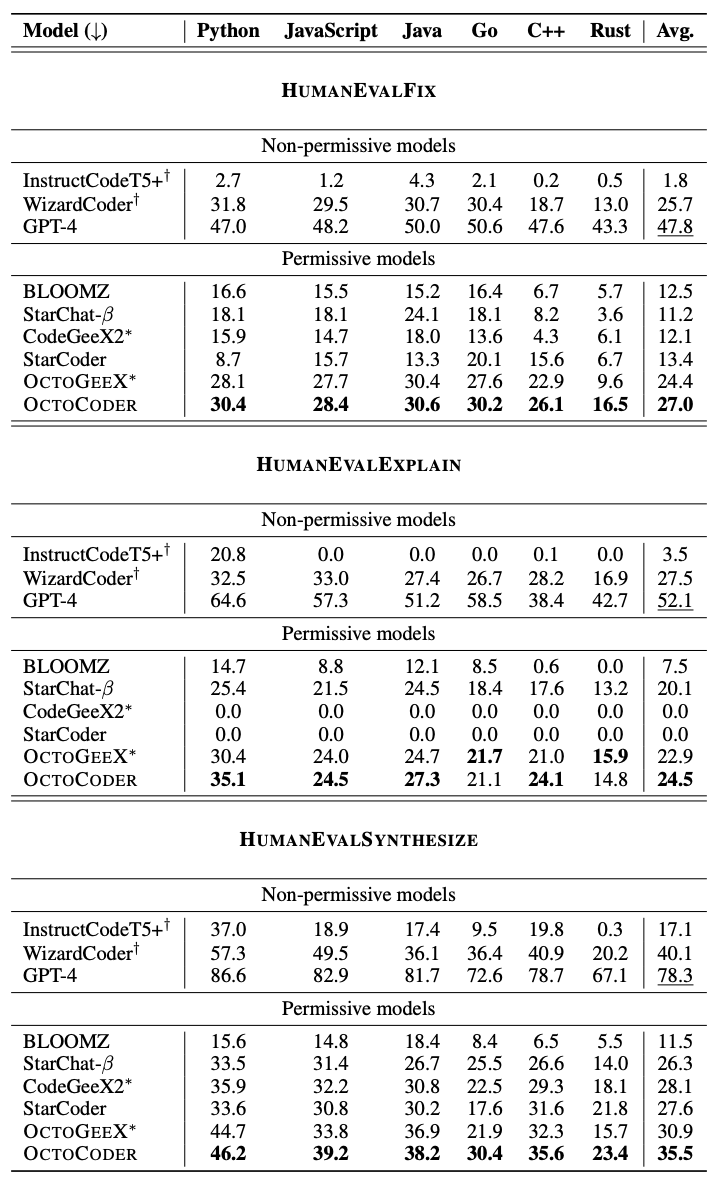 Model (↓) Python JavaScript Java Go C++ Rust Avg.
HUMANEVALFIX
Non-permissive models
InstructCodeT5+† 2.7 1.2 4.3 2.1 0.2 0.5 1.8
WizardCoder† 31.8 29.5 30.7 30.4 18.7 13.0 25.7
GPT-4 47.0 48.2 50.0 50.6 47.6 43.3 47.8
Permissive models
BLOOMZ 16.6 15.5 15.2 16.4 6.7 5.7 12.5
StarChat-β 18.1 18.1 24.1 18.1 8.2 3.6 11.2
CodeGeeX2* 15.9 14.7 18.0 13.6 4.3 6.1 12.1
StarCoder 8.7 15.7 13.3 20.1 15.6 6.7 13.4
OCTOGEEX* 28.1 27.7 30.4 27.6 22.9 9.6 24.4
OCTOCODER 30.4 28.4 30.6 30.2 26.1 16.5 27.0
HUMANEVALEXPLAIN
Non-permissive models
InstructCodeT5+† 20.8 0.0 0.0 0.0 0.1 0.0 3.5
WizardCoder† 32.5 33.0 27.4 26.7 28.2 16.9 27.5
GPT-4 64.6 57.3 51.2 58.5 38.4 42.7 52.1
Permissive models
BLOOMZ 14.7 8.8 12.1 8.5 0.6 0.0 7.5
StarChat-β 25.4 21.5 24.5 18.4 17.6 13.2 20.1
CodeGeeX2* 0.0 0.0 0.0 0.0 0.0 0.0 0.0
StarCoder 0.0 0.0 0.0 0.0 0.0 0.0 0.0
OCTOGEEX* 30.4 24.0 24.7 21.7 21.0 15.9 22.9
OCTOCODER 35.1 24.5 27.3 21.1 24.1 14.8 24.5
HUMANEVALSYNTHESIZE
Non-permissive models
InstructCodeT5+† 37.0 18.9 17.4 9.5 19.8 0.3 17.1
WizardCoder† 57.3 49.5 36.1 36.4 40.9 20.2 40.1
GPT-4 86.6 82.9 81.7 72.6 78.7 67.1 78.3
Permissive models
BLOOMZ 15.6 14.8 18.4 8.4 6.5 5.5 11.5
StarChat-β 33.5 31.4 26.7 25.5 26.6 14.0 26.3
CodeGeeX2* 35.9 32.2 30.8 22.5 29.3 18.1 28.1
StarCoder 33.6 30.8 30.2 17.6 31.6 21.8 27.6
OCTOGEEX* 44.7 33.8 36.9 21.9 32.3 15.7 30.9
OCTOCODER 46.2 39.2 38.2 30.4 35.6 23.4 35.5